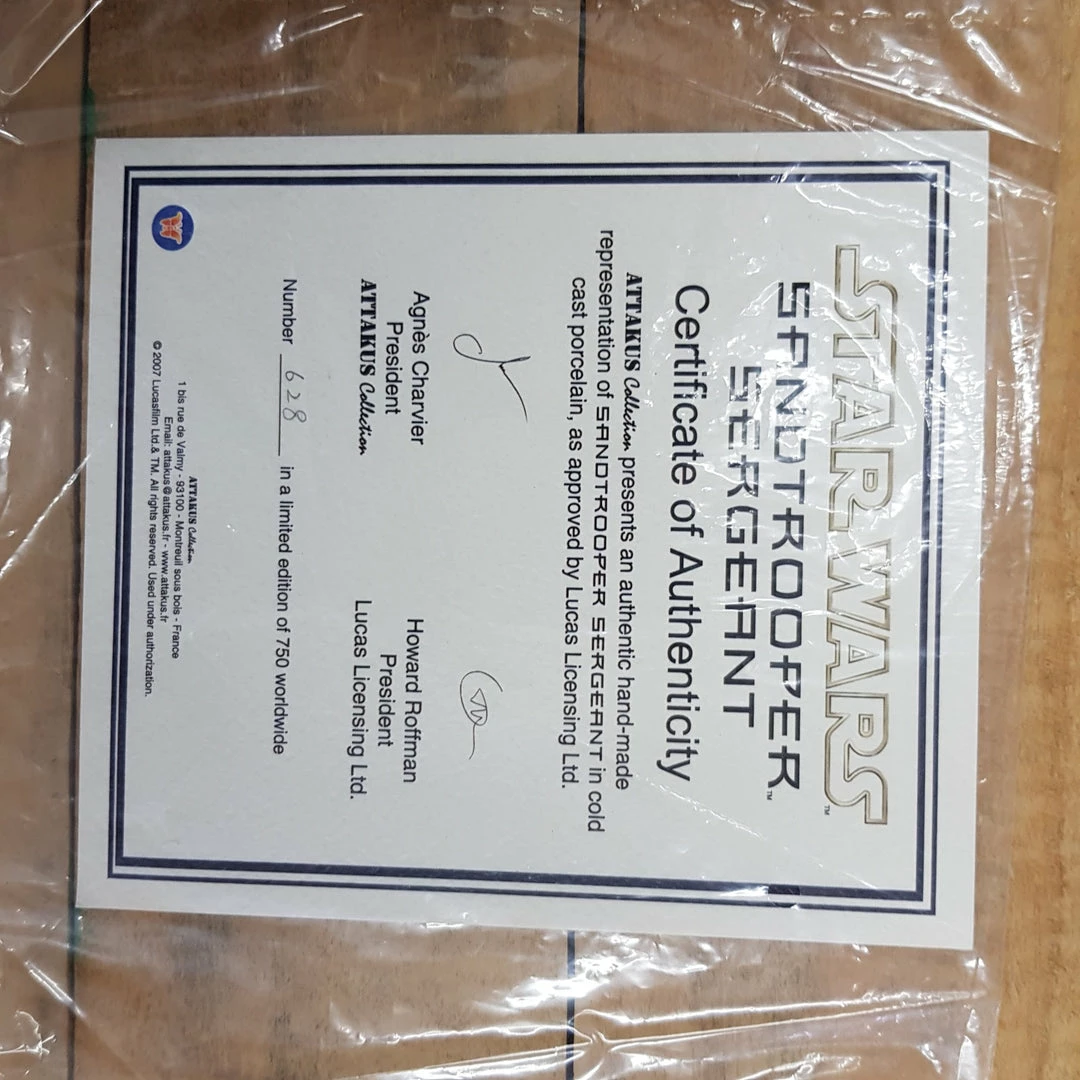 STAR WARS™
SANDTROOPER™
SERGEANT
Certificate of Authenticity
ATTAKUS Collection presents an authentic hand-made
representation of SANDTROOPER SERGEANT in cold
cast porcelain, as approved by Lucas Licensing Ltd.
Agnès Charvier
President
ATTAKUS Collection
Howard Roffman
President
Lucas Licensing Ltd.
Number 628 in a limited edition of 750 worldwide
ATTAKUS Collection
1 bis rue de Valmy - 93100 - Montreuil sous bois - France
Email: attakus@attakus.fr - www.attakus.fr
© 2007 Lucasfilm Ltd.& TM. All rights reserved. Used under authorization.